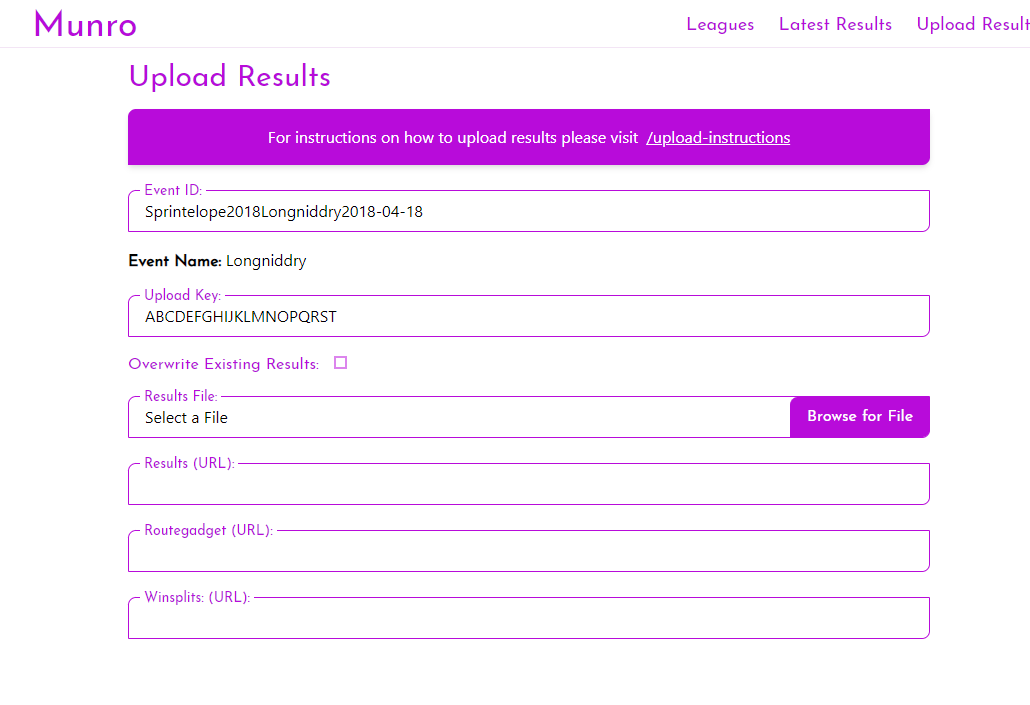 Munro
Leagues Latest Results Upload Result
Upload Results
For instructions on how to upload results please visit /upload-instructions
Event ID:
Sprintelope2018Longniddry2018-04-18
Event Name: Longniddry
Upload Key:
ABCDEFGHIJKLMNOPQRST
Overwrite Existing Results:
Results File:
Select a File
Browse for File
Results (URL):
Routegadget (URL):
Winsplits: (URL):